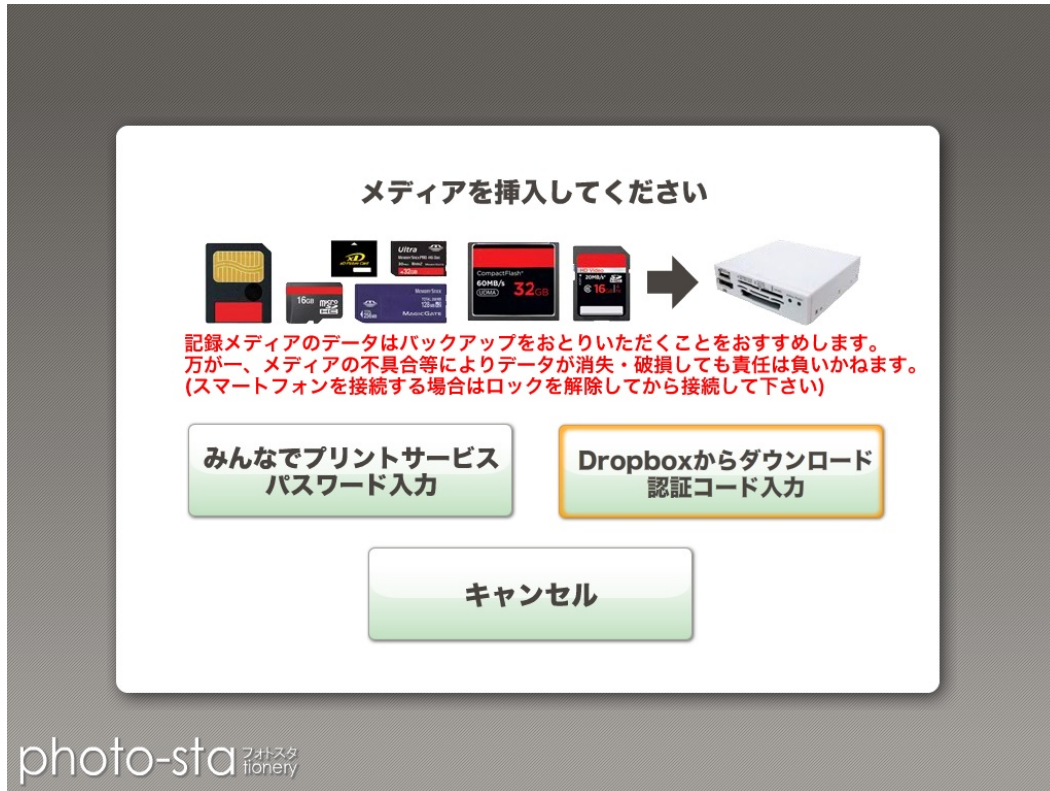 メディアを挿入してください
Ultra
16GB
micro
CompactFlash
60MB/s
UDMA
32GB
HD Video
20MB/s
16
MAGICGATE
記録メディアのデータはバックアップをおとりいただくことをおすすめします。
万が一、メディアの不具合等によりデータが消失・破損しても責任は負いかねます。
(スマートフォンを接続する場合はロックを解除してから接続して下さい)
みんなでプリントサービス
パスワード入力
Dropboxからダウンロード
認証コード入力
キャンセル
photo-sta フォトスタ
tionery